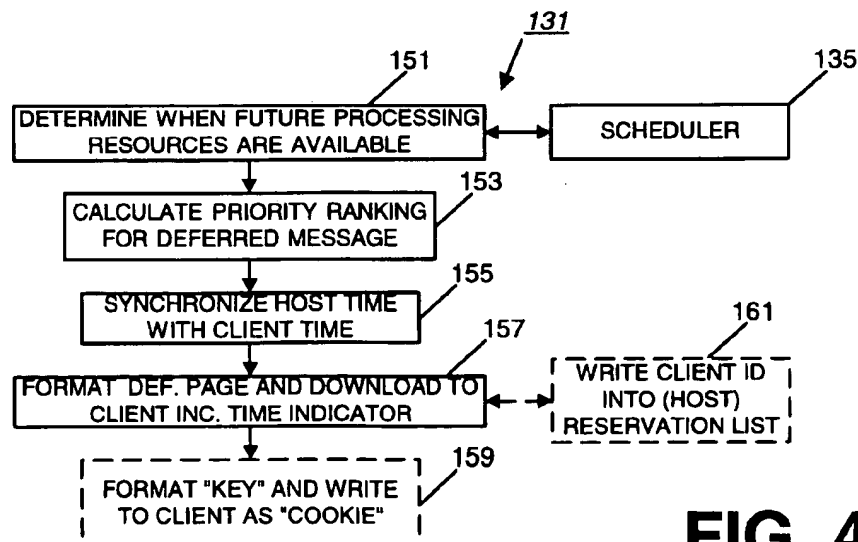 131
151
135
DETERMINE WHEN FUTURE PROCESSING
RESOURCES ARE AVAILABLE
SCHEDULER
153
CALCULATE PRIORITY RANKING
FOR DEFERRED MESSAGE
155
SYNCHRONIZE HOST TIME
WITH CLIENT TIME
157
161
FORMAT DEF. PAGE AND DOWNLOAD TO
CLIENT INC. TIME INDICATOR
WRITE CLIENT ID
INTO (HOST)
RESERVATION LIST
159
FORMAT "KEY" AND WRITE
TO CLIENT AS "COOKIE"
FIG. 4